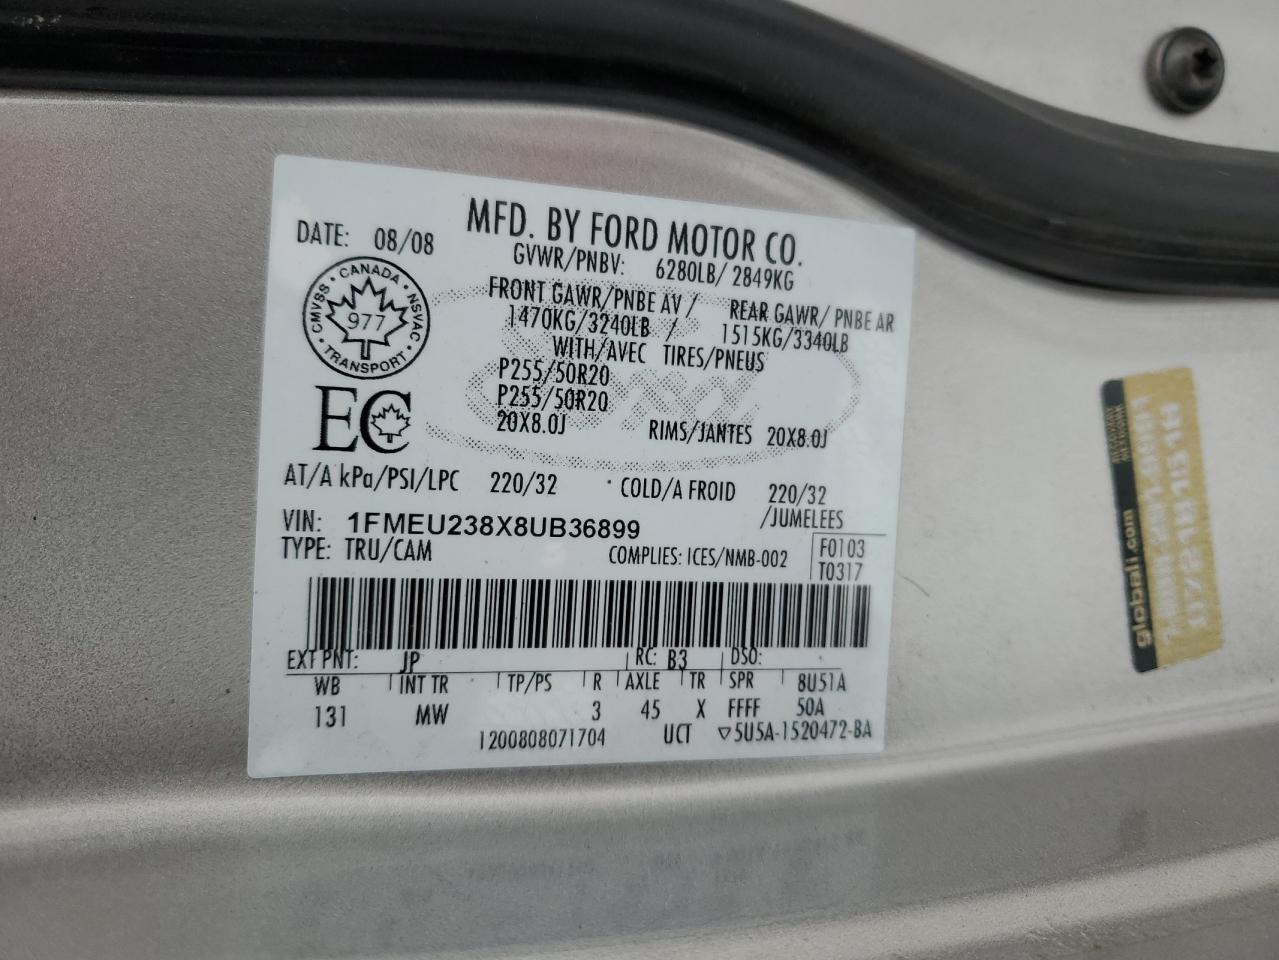 MFD. BY FORD MOTOR CO.
DATE: 08/08
GVWR/PNBV: 6280LB/ 2849KG
FRONT GAWR/PNBE AV / REAR GAWR/ PNBE AR
1470KG/3240LB / 1515KG/3340LB
WITH/AVEC TIRES/PNEUS
P255/50R20
P255/50R20
20X8.0J RIMS/JANTES 20X8.0J
CANADA
CMVSS NSVAC
977
TRANSPORT
EC
AT/A kPa/PSI/LPC 220/32 COLD/A FROID 220/32
/JUMELEES
VIN: 1FMEU238X8UB36899
TYPE: TRU/CAM COMPLIES: ICES/NMB-002
F0103
T0317
EXT PNT: JP RC: B3 DSO:
WB INT TR TP/PS R AXLE TR SPR 8U51A
131 MW 3 45 X FFFF 50A
1200808071704 UCT ▽5U5A-1520472-BA
globali.com